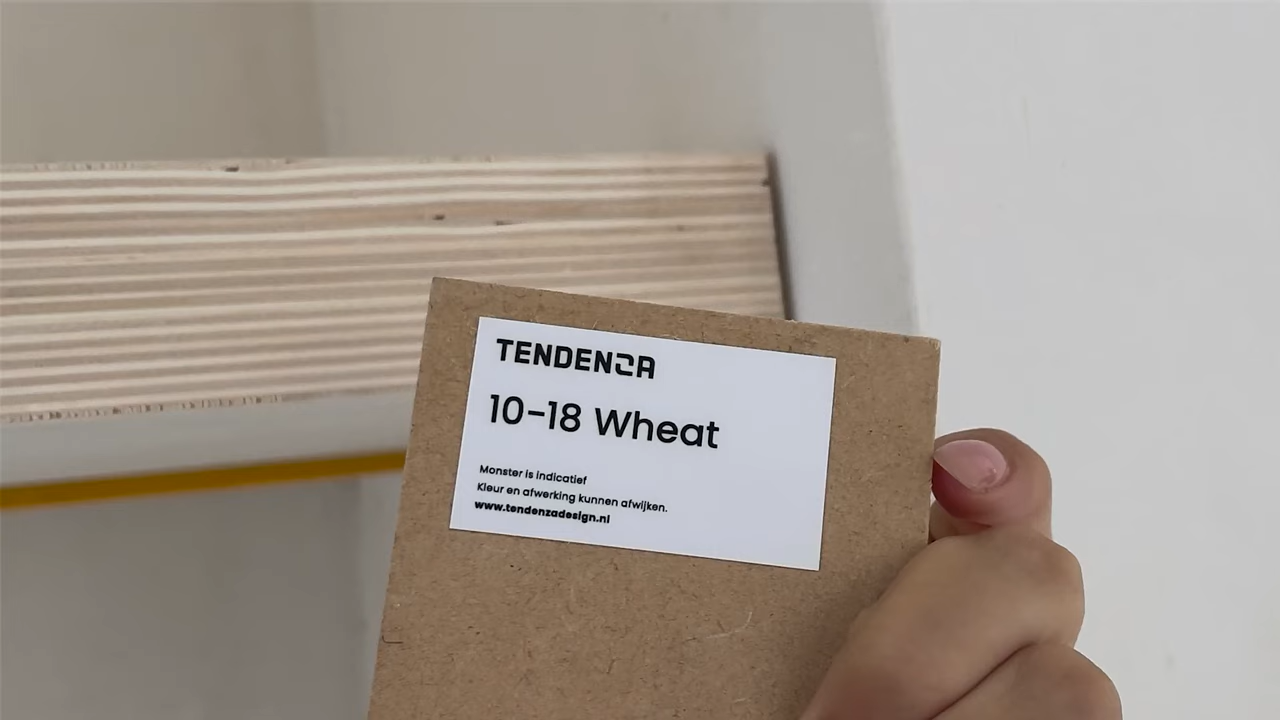 TENDENZA
10-18 Wheat
Monster is indicatief
Kleur en afwerking kunnen afwijken.
www.tendenzadesign.nl